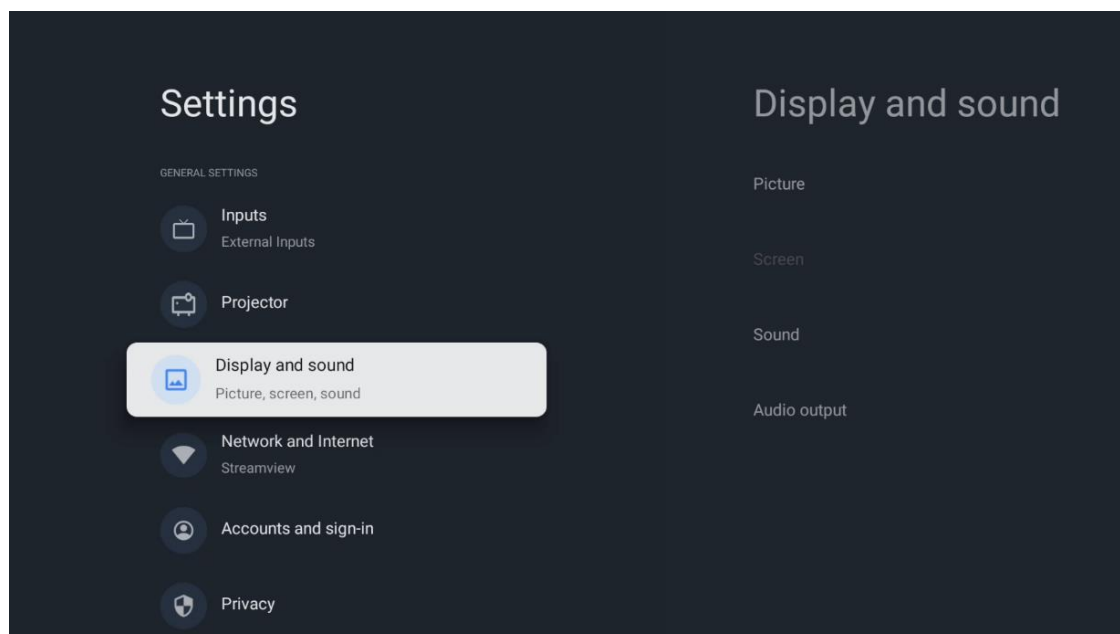 Settings
GENERAL SETTINGS
Inputs
External Inputs
Projector
Display and sound
Picture, screen, sound
Network and Internet
Streamview
Accounts and sign-in
Privacy
Display and sound
Picture
Screen
Sound
Audio output